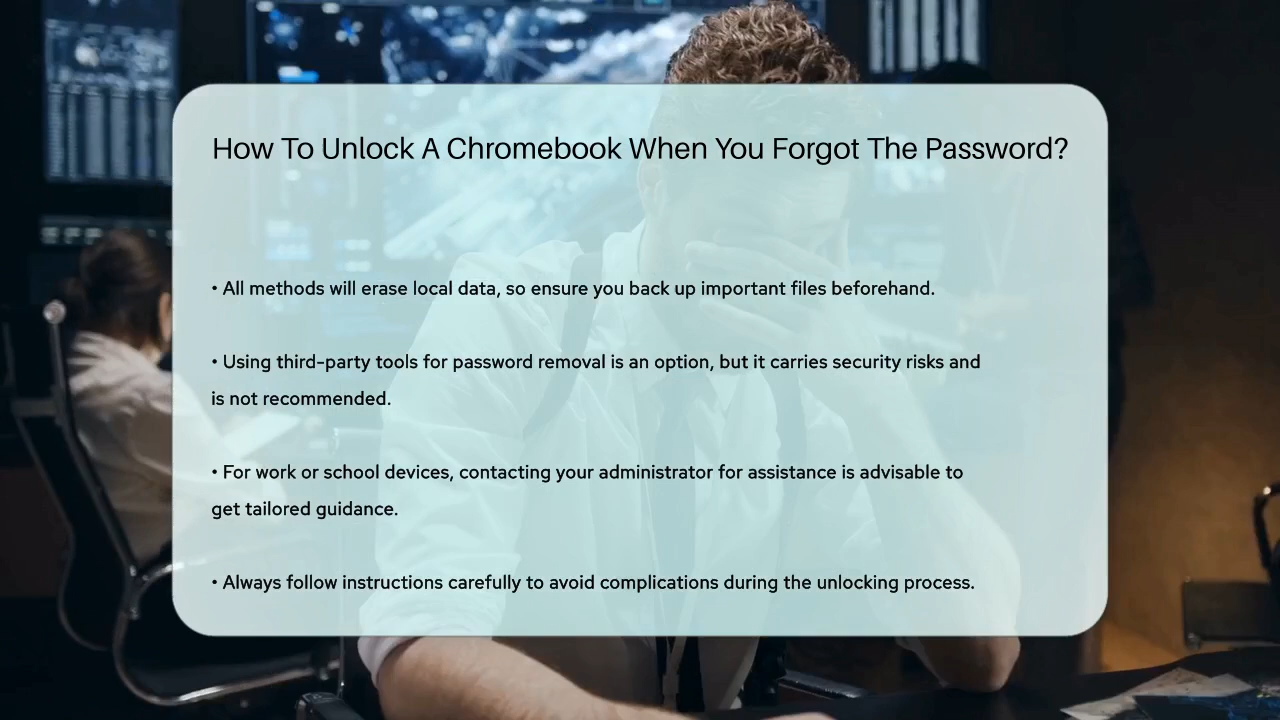 How To Unlock A Chromebook When You Forgot The Password?
• All methods will erase local data, so ensure you back up important files beforehand.
• Using third-party tools for password removal is an option, but it carries security risks and
is not recommended.
• For work or school devices, contacting your administrator for assistance is advisable to
get tailored guidance.
• Always follow instructions carefully to avoid complications during the unlocking process.